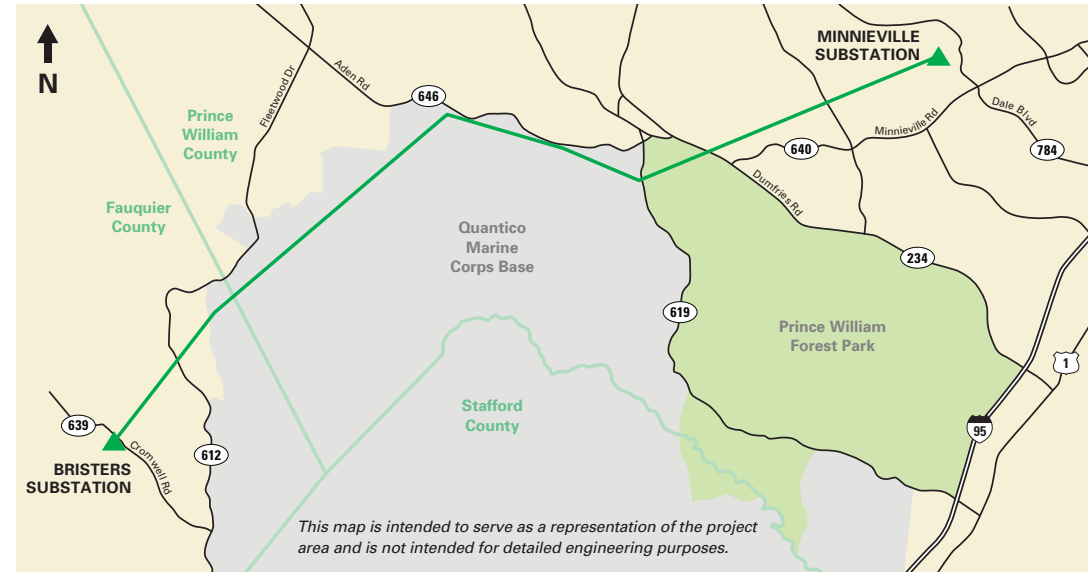 N
MINNIEVILLE
SUBSTATION
Aden Rd
646
Fleetwood Dr
Prince
William
County
Dale Blvd
Minnieville Rd
784
640
Dumfries Rd
Fauquier
County
Quantico
Marine
Corps Base
234
619
Prince William
Forest Park
1
Stafford
County
639
95
Cromwell Rd
612
BRISTERS
SUBSTATION
This map is intended to serve as a representation of the project
area and is not intended for detailed engineering purposes.